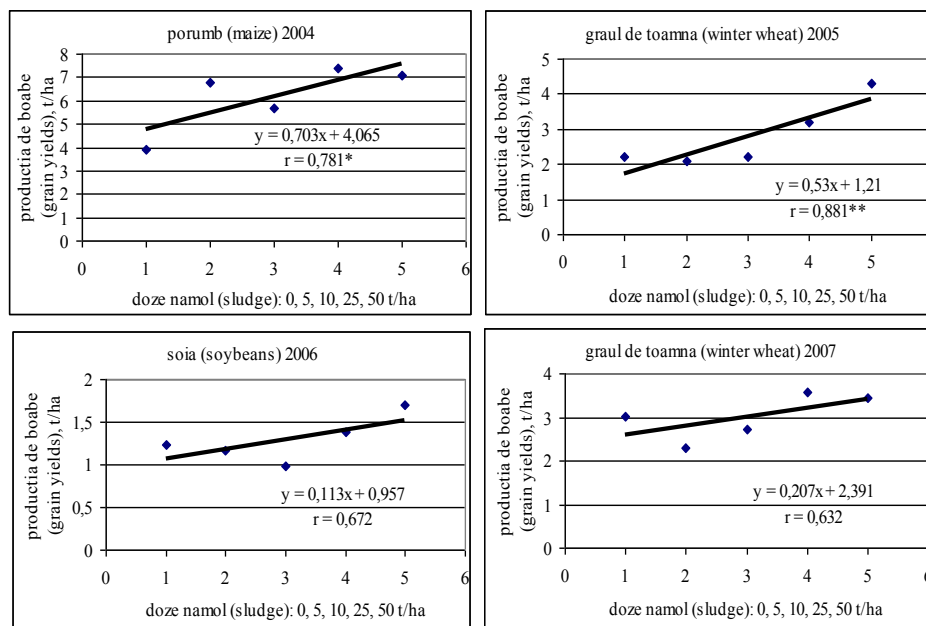 porumb (maize) 2004
productia de boabe
(grain yields), t/ha
8
7
6
5
4
3
2
1
0
y = 0,703x + 4,065
r = 0,781*
0 1 2 3 4 5 6
doze namol (sludge): 0, 5, 10, 25, 50 t/ha
graul de toamna (winter wheat) 2005
productia de boabe
(grain yields), t/ha
5
4
3
2
1
0
y = 0,53x + 1,21
r = 0,881**
0 1 2 3 4 5 6
doze namol (sludge): 0, 5, 10, 25, 50 t/ha
soia (soybeans) 2006
productia de boabe
(grain yields), t/ha
2
1,5
1
0,5
0
y = 0,113x + 0,957
r = 0,672
0 1 2 3 4 5 6
doze namol (sludge): 0, 5, 10, 25, 50 t/ha
graul de toamna (winter wheat) 2007
productia de boabe
(grain yields), t/ha
4
3
2
1
0
y = 0,207x + 2,391
r = 0,632
0 1 2 3 4 5 6
doze namol (sludge): 0, 5, 10, 25, 50 t/ha